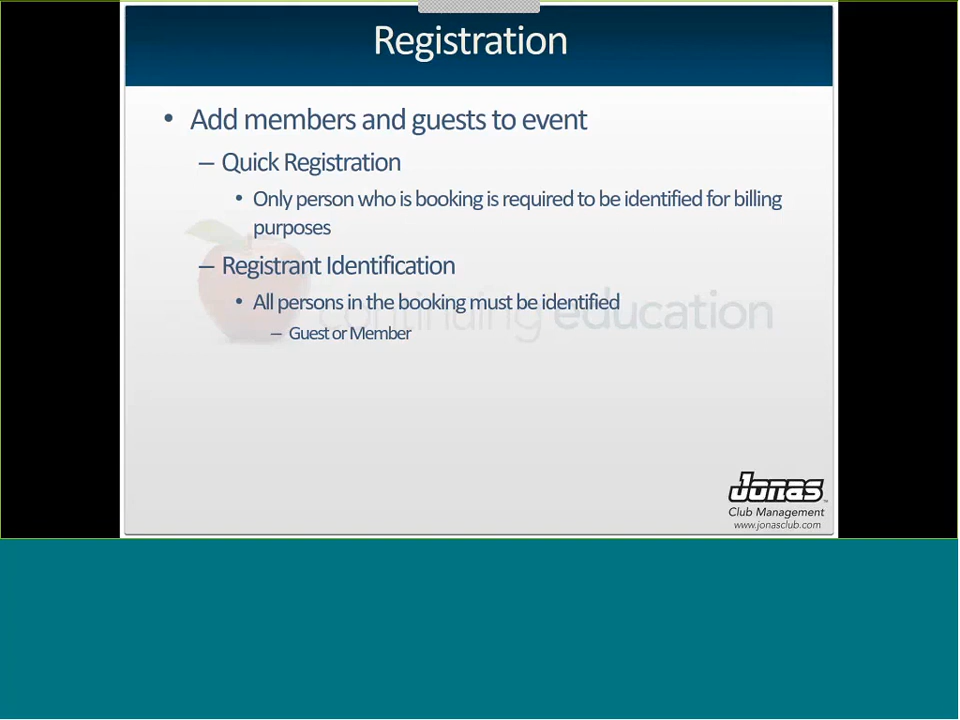 Registration
• Add members and guests to event
– Quick Registration
• Only person who is booking is required to be identified for billing
purposes
– Registrant Identification
• All persons in the booking must be identified
continuing education
– Guest or Member
Jonas
Club Management
www.jonasclub.com